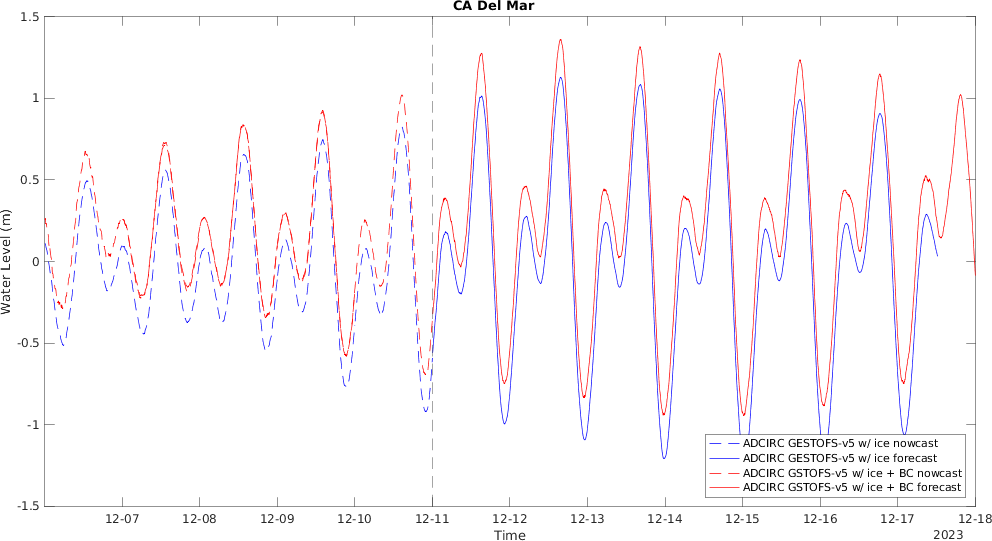 CA Del Mar
1.5
1
0.5
0
-0.5
-1
-1.5
Water Level (m)
ADCIRC GESTOFS-v5 w/ ice nowcast
ADCIRC GESTOFS-v5 w/ ice forecast
ADCIRC GSTOFS-v5 w/ ice + BC nowcast
ADCIRC GSTOFS-v5 w/ ice + BC forecast
12-07 12-08 12-09 12-10 12-11 12-12 12-13 12-14 12-15 12-16 12-17 12-18
Time
2023